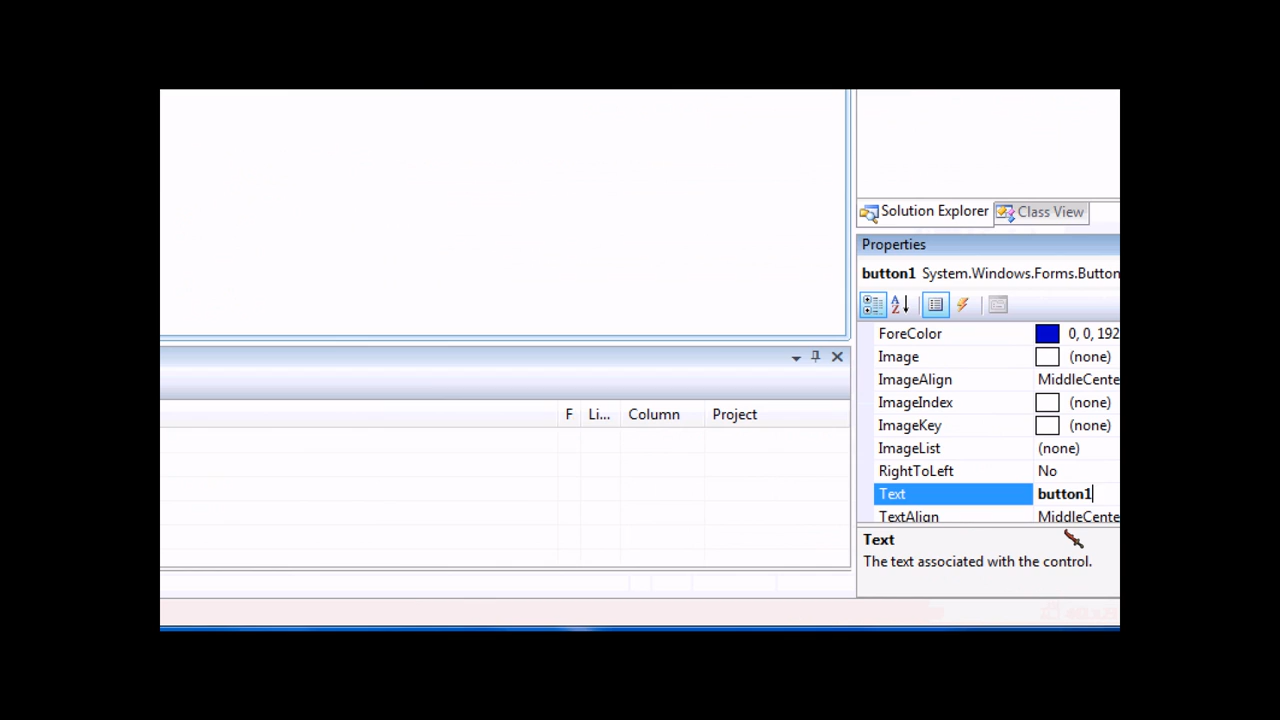 Solution Explorer Class View
Properties
button1 System.Windows.Forms.Button
ForeColor 0, 0, 192
Image (none)
ImageAlign MiddleCente
ImageIndex (none)
ImageKey (none)
ImageList (none)
RightToLeft No
Text button1
TextAlign MiddleCente
F Li... Column Project
Text
The text associated with the control.